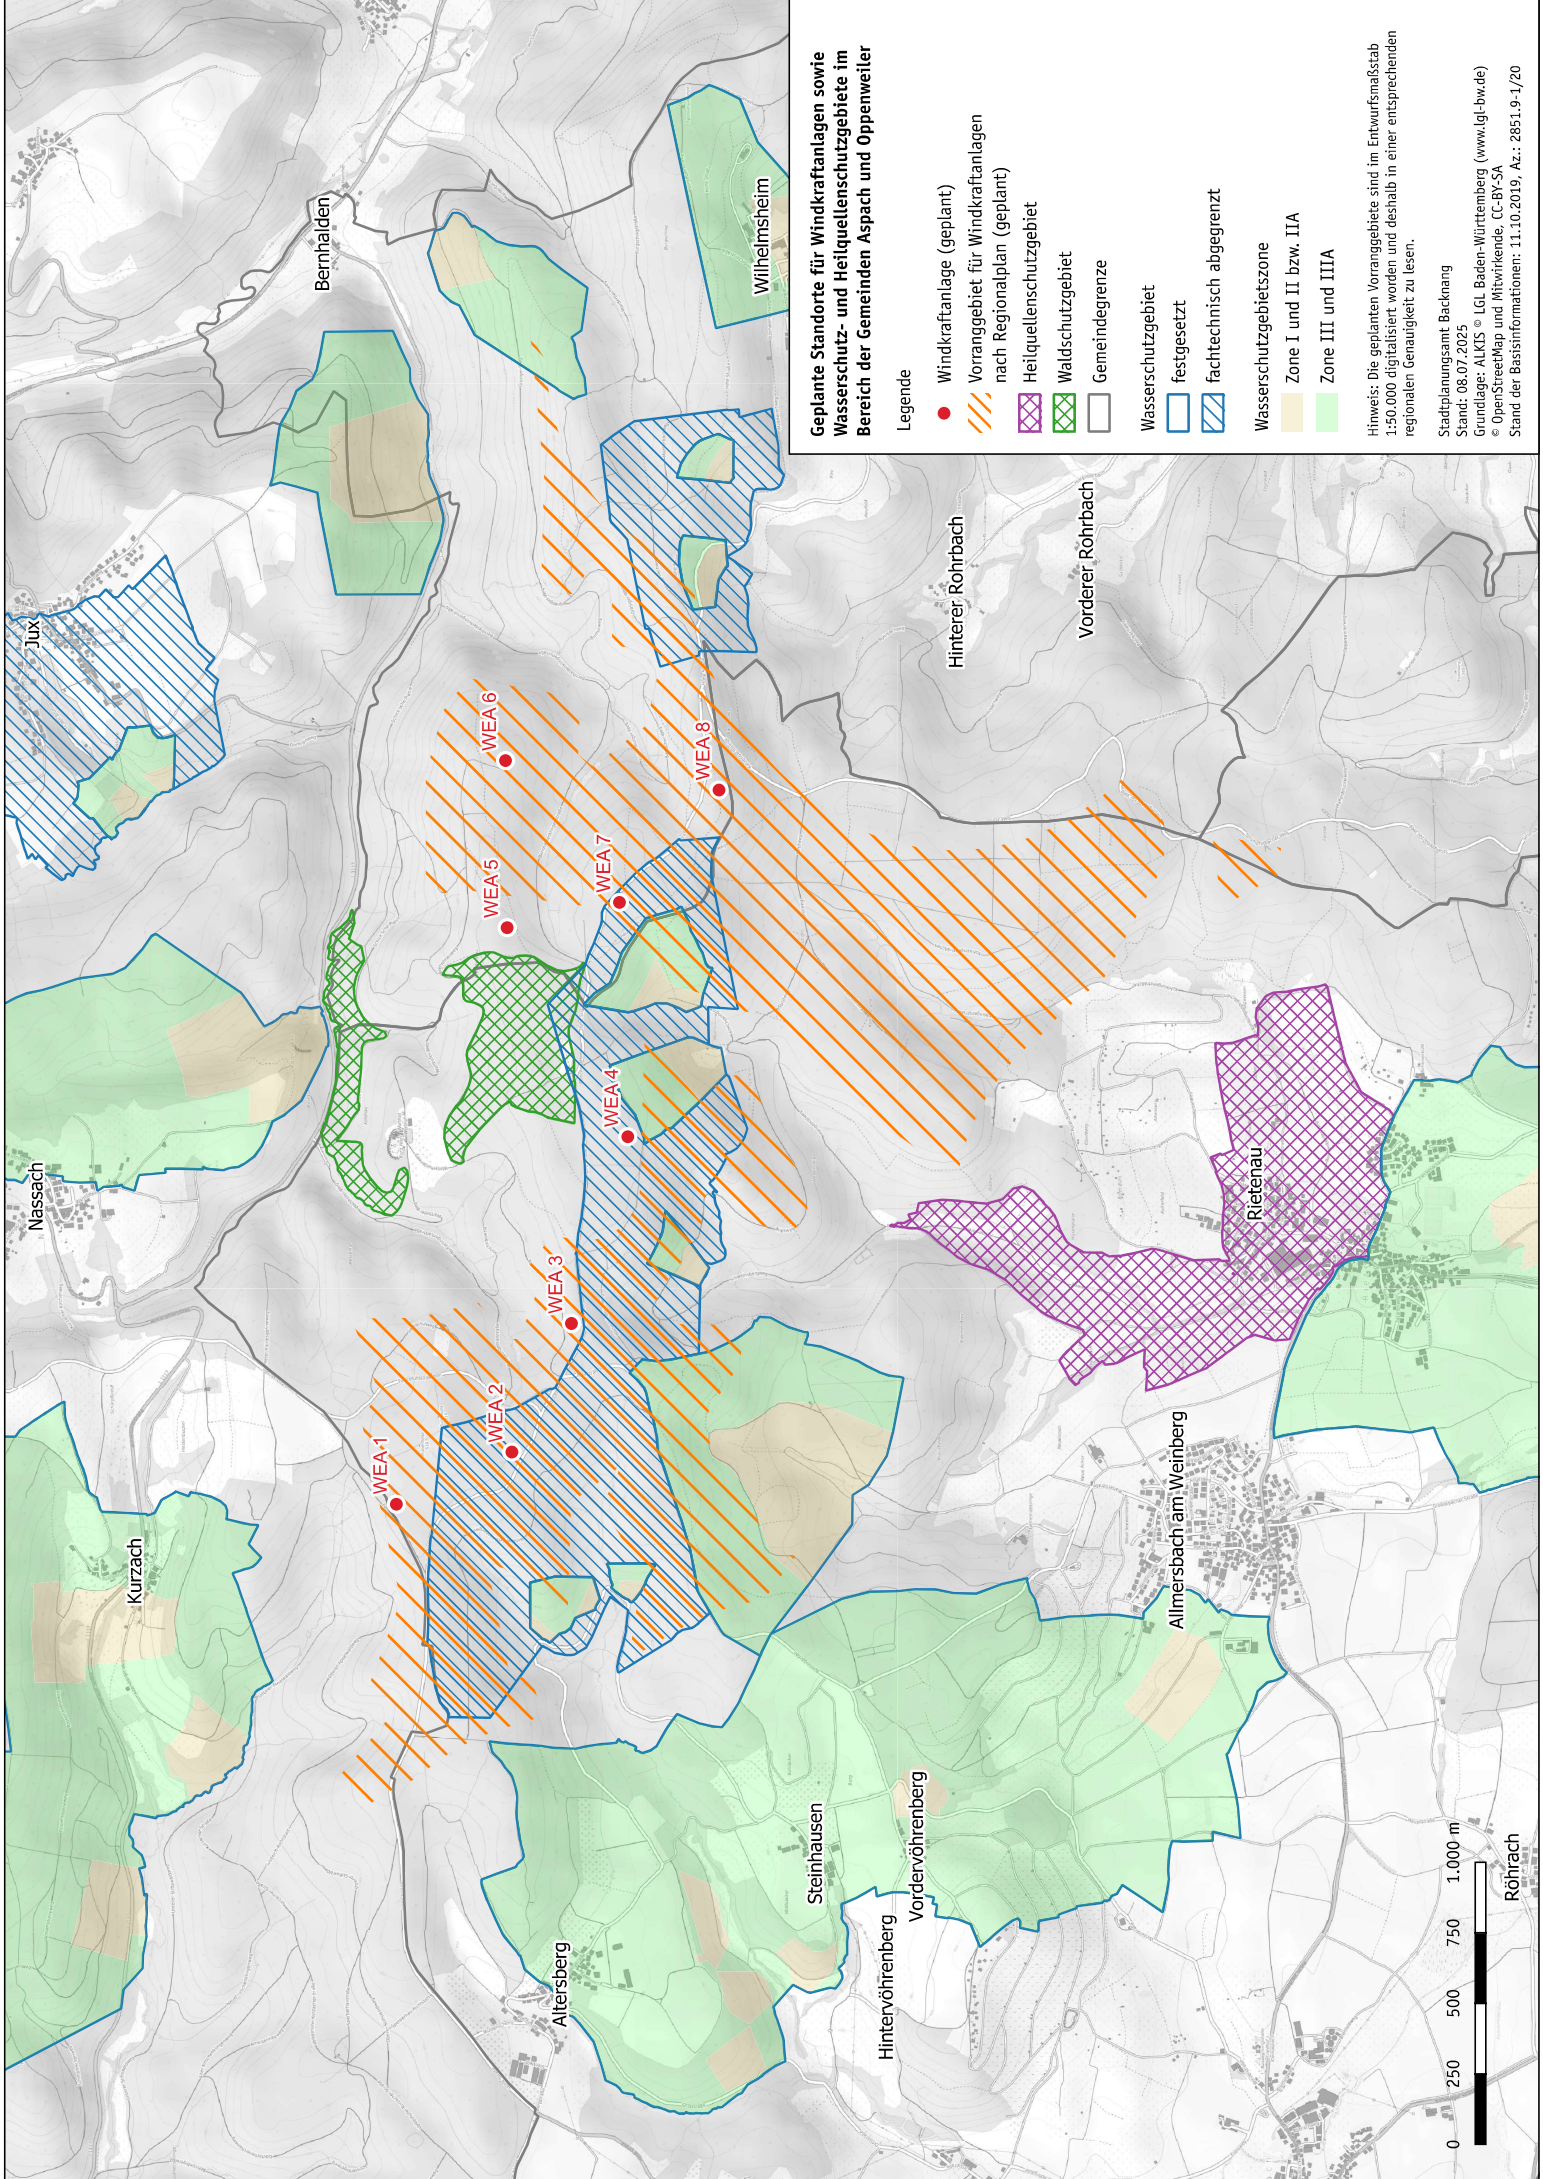 Geplante Standorte für Windkraftanlagen sowie
Wasserschutz- und Heilquellenschutzgebiete im
Bereich der Gemeinden Aspach und Oppenweiler
Legende
Windkraftanlage (geplant)
Vorranggebiet für Windkraftanlagen
nach Regionalplan (geplant)
Heilquellenschutzgebiet
Waldschutzgebiet
Gemeindegrenze
Wasserschutzgebiet
festgesetzt
fachtechnisch abgegrenzt
Wasserschutzgebietszone
Zone I und II bzw. IIA
Zone III und IIIA
Hinweis: Die geplanten Vorranggebiete sind im Entwurfsmaßstab
1:50.000 digitalisiert worden und deshalb in einer entsprechenden
regionalen Genauigkeit zu lesen.
Stadtplanungsamt Backnang
Stand: 08.07.2025
Grundlage: ALKIS © LGL Baden-Württemberg (www.lgl-bw.de)
© OpenStreetMap und Mitwirkende, CC-BY-SA
Stand der Basisinformationen: 11.10.2019, Az.: 2851.9-1/20
Kurzach
Nassach
Jux
Bernhalden
Wilhelmsheim
WEA 1
WEA 2
WEA 3
WEA 4
WEA 5
WEA 6
WEA 7
WEA 8
Altersberg
Steinhausen
Vordervöhrenberg
Hintervöhrenberg
Allmersbach am Weinberg
Rietenau
Hinterer Rohrbach
Vorderer Rohrbach
Röhrach
0 250 500 750 1.000 m